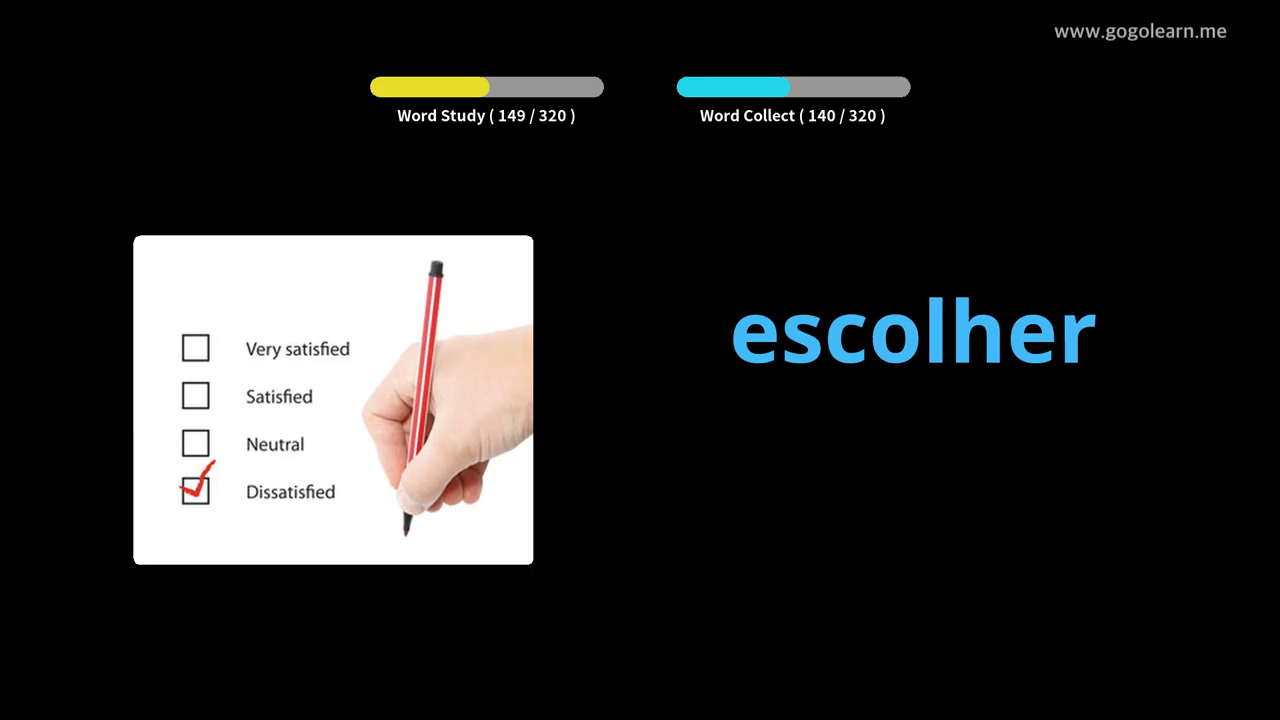 www.gogolearn.me
Word Study ( 149 / 320 )
Word Collect ( 140 / 320 )
Very satisfied
Satisfied
Neutral
Dissatisfied
escolher